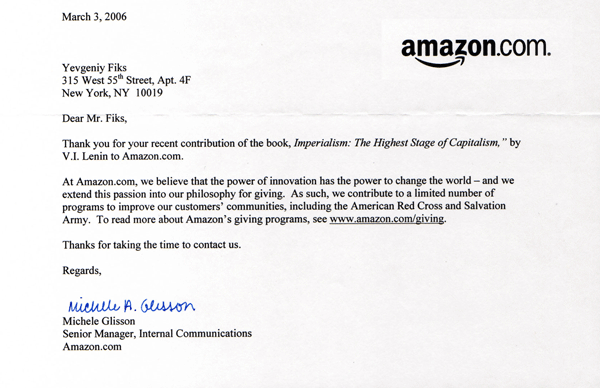 March 3, 2006
amazon.com.
Yevgeniy Fiks
315 West 55th Street, Apt. 4F
New York, NY 10019
Dear Mr. Fiks,
Thank you for your recent contribution of the book, Imperialism: The Highest Stage of Capitalism,” by
V.I. Lenin to Amazon.com.
At Amazon.com, we believe that the power of innovation has the power to change the world – and we
extend this passion into our philosophy for giving. As such, we contribute to a limited number of
programs to improve our customers’ communities, including the American Red Cross and Salvation
Army. To read more about Amazon’s giving programs, see www.amazon.com/giving.
Thanks for taking the time to contact us.
Regards,
Michele A. Glisson
Michele Glisson
Senior Manager, Internal Communications
Amazon.com